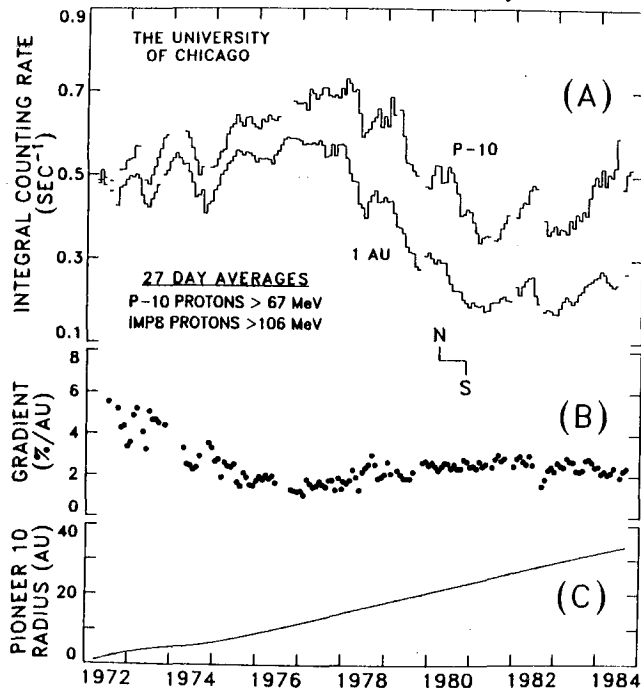 0.9
0.7
0.5
0.3
0.1
INTEGRAL COUNTING RATE
(SEC⁻¹)
THE UNIVERSITY
OF CHICAGO
(A)
P-10
1 AU
27 DAY AVERAGES
P-10 PROTONS > 67 MeV
IMP8 PROTONS >106 MeV
N
S
8
6
4
2
0
GRADIENT
(%/AU)
(B)
40
20
0
PIONEER 10
RADIUS (AU)
(C)
1972 1974 1976 1978 1980 1982 1984